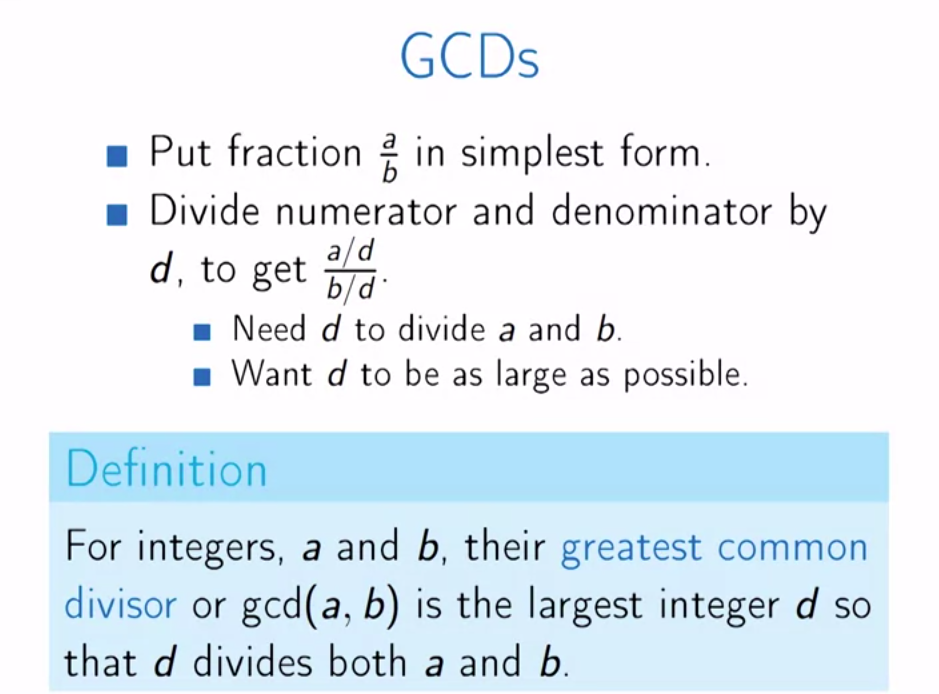 GCDs
Put fraction a/b in simplest form.
Divide numerator and denominator by
d, to get (a/d)/(b/d).
Need d to divide a and b.
Want d to be as large as possible.
Definition
For integers, a and b, their greatest common
divisor or gcd(a, b) is the largest integer d so
that d divides both a and b.